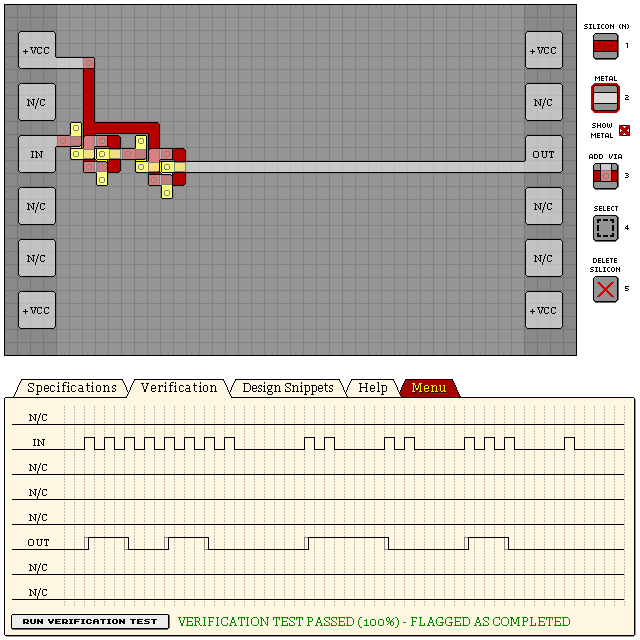 SILICON (N)
+VCC
+VCC
1
METAL
N/C
N/C
2
SHOW
METAL
IN
OUT
ADD VIA
3
N/C
N/C
SELECT
4
N/C
N/C
DELETE
SILICON
5
+VCC
+VCC
Specifications
Verification
Design Snippets
Help
Menu
N/C
IN
N/C
N/C
N/C
OUT
N/C
N/C
RUN VERIFICATION TEST
VERIFICATION TEST PASSED (100%) - FLAGGED AS COMPLETED